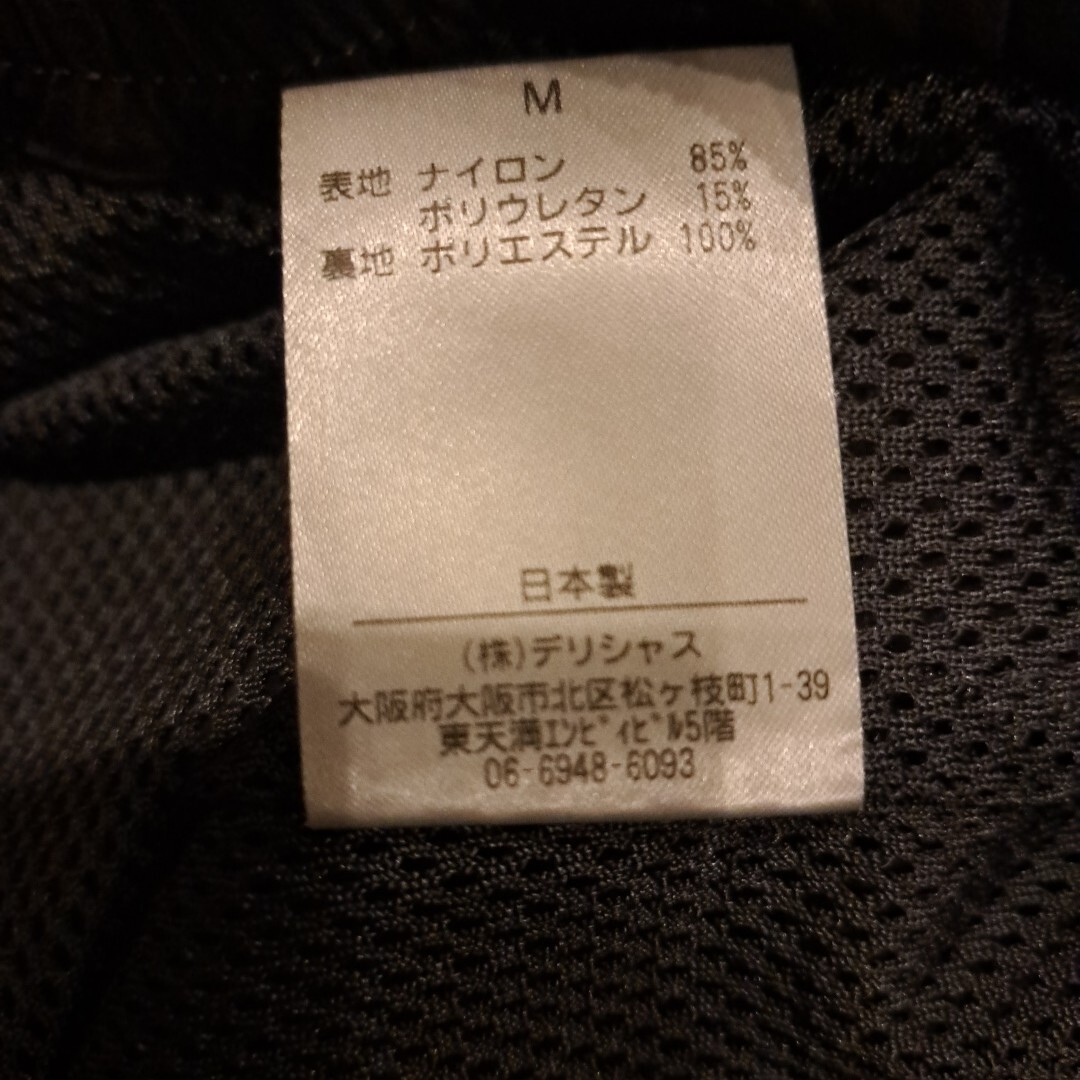 M
表地 ナイロン 85%
ポリウレタン 15%
裏地 ポリエステル 100%
日本製
(株)デリシャス
大阪府大阪市北区松ヶ枝町1-39
東天満ｴﾝﾋﾟｨﾋﾞﾙ5階
06-6948-6093